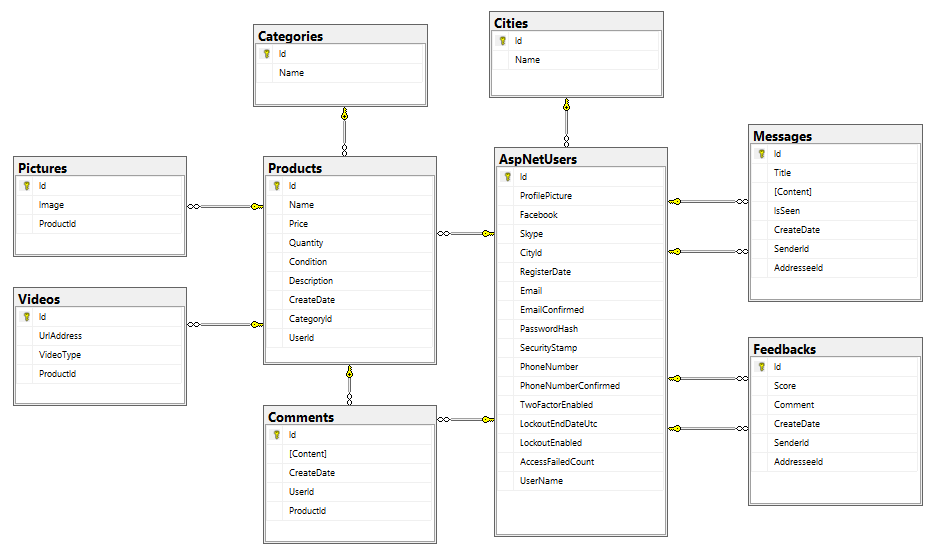 Categories
Id
Name
Cities
Id
Name
Pictures
Id
Image
ProductId
Products
Id
Name
Price
Quantity
Condition
Description
CreateDate
CategoryId
UserId
AspNetUsers
Id
ProfilePicture
Facebook
Skype
CityId
RegisterDate
Email
EmailConfirmed
PasswordHash
SecurityStamp
PhoneNumber
PhoneNumberConfirmed
TwoFactorEnabled
LockoutEndDateUtc
LockoutEnabled
AccessFailedCount
UserName
Messages
Id
Title
[Content]
IsSeen
CreateDate
SenderId
AddresseeId
Videos
Id
UrlAddress
VideoType
ProductId
Comments
Id
[Content]
CreateDate
UserId
ProductId
Feedbacks
Id
Score
Comment
CreateDate
SenderId
AddresseeId